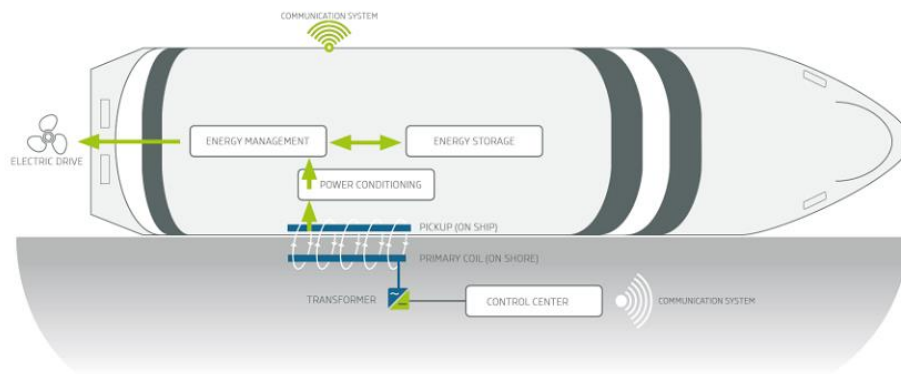 COMMUNICATION SYSTEM
ENERGY MANAGEMENT
ENERGY STORAGE
ELECTRIC DRIVE
POWER CONDITIONING
PICKUP (ON SHIP)
PRIMARY COIL (ON SHORE)
TRANSFORMER
CONTROL CENTER
COMMUNICATION SYSTEM